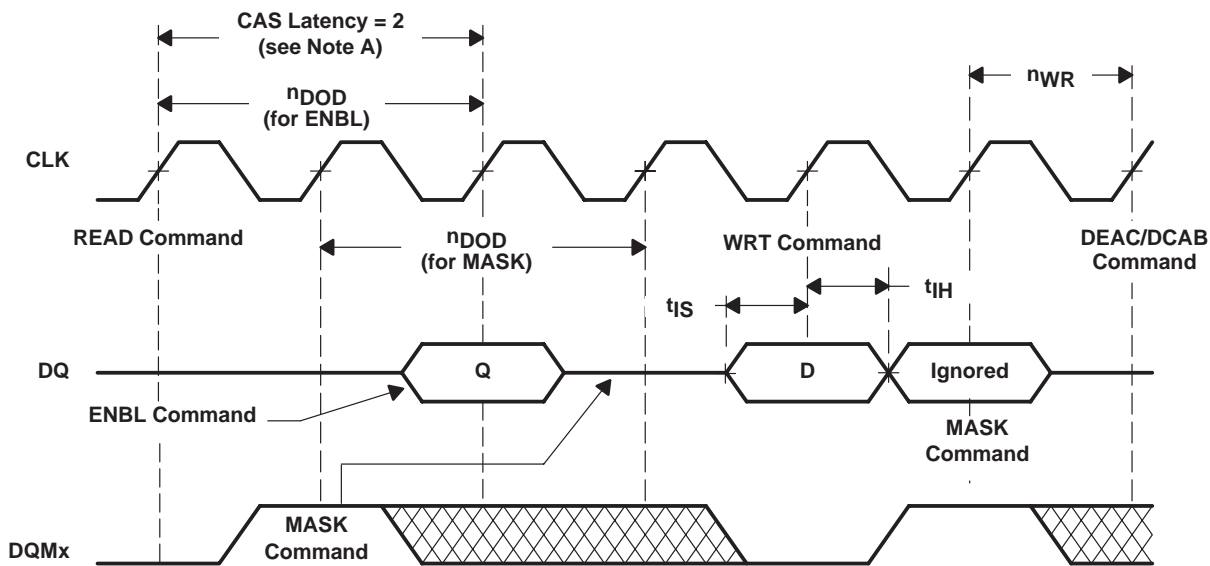 CAS Latency = 2
(see Note A)
nWR
nDOD
(for ENBL)
CLK
READ Command
nDOD
(for MASK)
WRT Command
DEAC/DCAB
Command
tIS
tIH
DQ
Q
D
Ignored
ENBL Command
MASK
Command
MASK
Command
DQMx